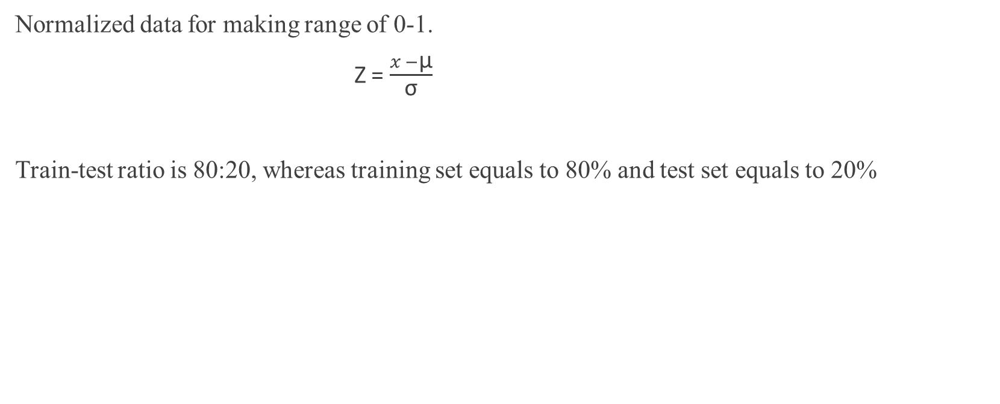 Normalized data for making range of 0-1.
Z = x − μ / σ
Train-test ratio is 80:20, whereas training set equals to 80% and test set equals to 20%